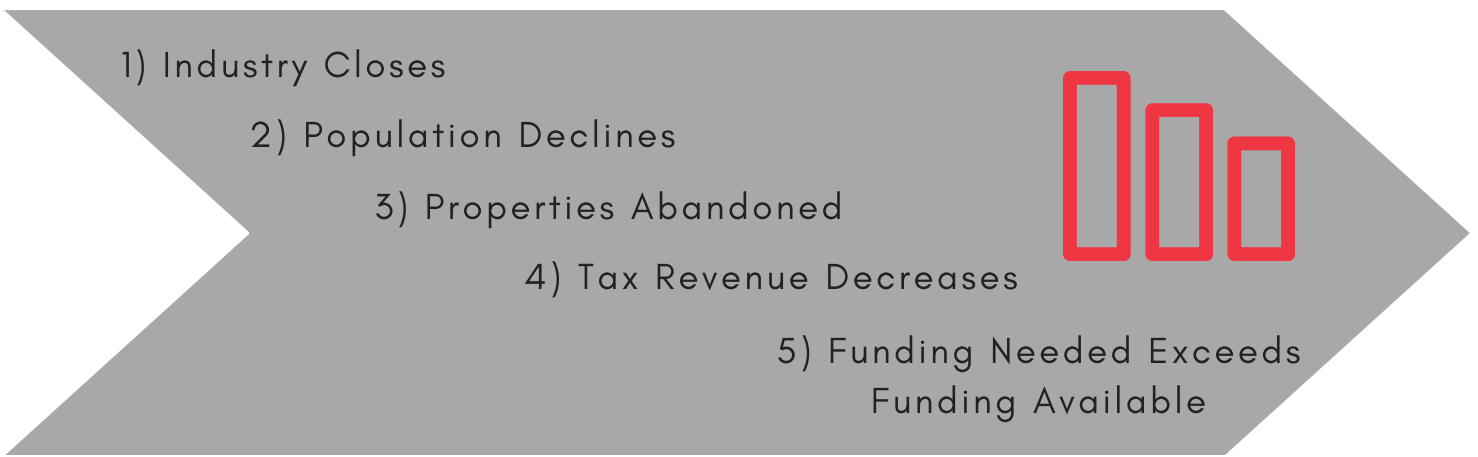 1) Industry Closes
2) Population Declines
3) Properties Abandoned
4) Tax Revenue Decreases
5) Funding Needed Exceeds
Funding Available